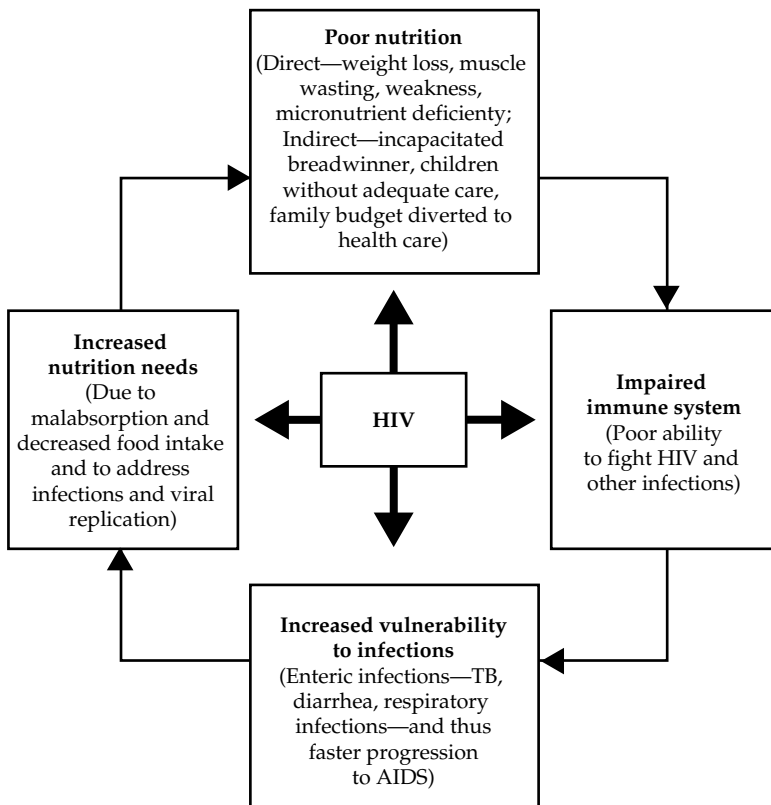 Poor nutrition
(Direct—weight loss, muscle
wasting, weakness,
micronutrient deficienty;
Indirect—incapacitated
breadwinner, children
without adequate care,
family budget diverted to
health care)
Increased
nutrition needs
(Due to
malabsorption and
decreased food intake
and to address
infections and viral
replication)
HIV
Impaired
immune system
(Poor ability
to fight HIV and
other infections)
Increased vulnerability
to infections
(Enteric infections—TB,
diarrhea, respiratory
infections—and thus
faster progression
to AIDS)